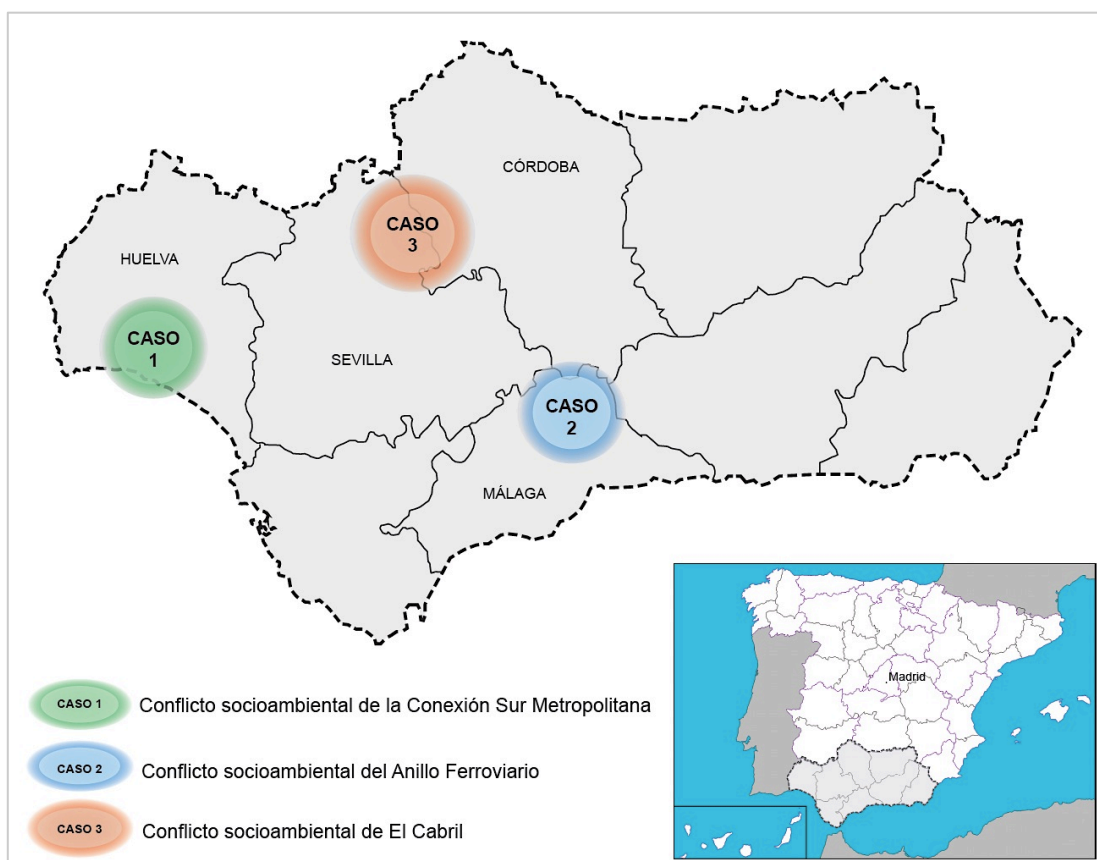 CÓRDOBA
CASO
3
HUELVA
CASO
1
SEVILLA
CASO
2
MÁLAGA
Madrid
CASO 1
Conflicto socioambiental de la Conexión Sur Metropolitana
CASO 2
Conflicto socioambiental del Anillo Ferroviario
CASO 3
Conflicto socioambiental de El Cabril